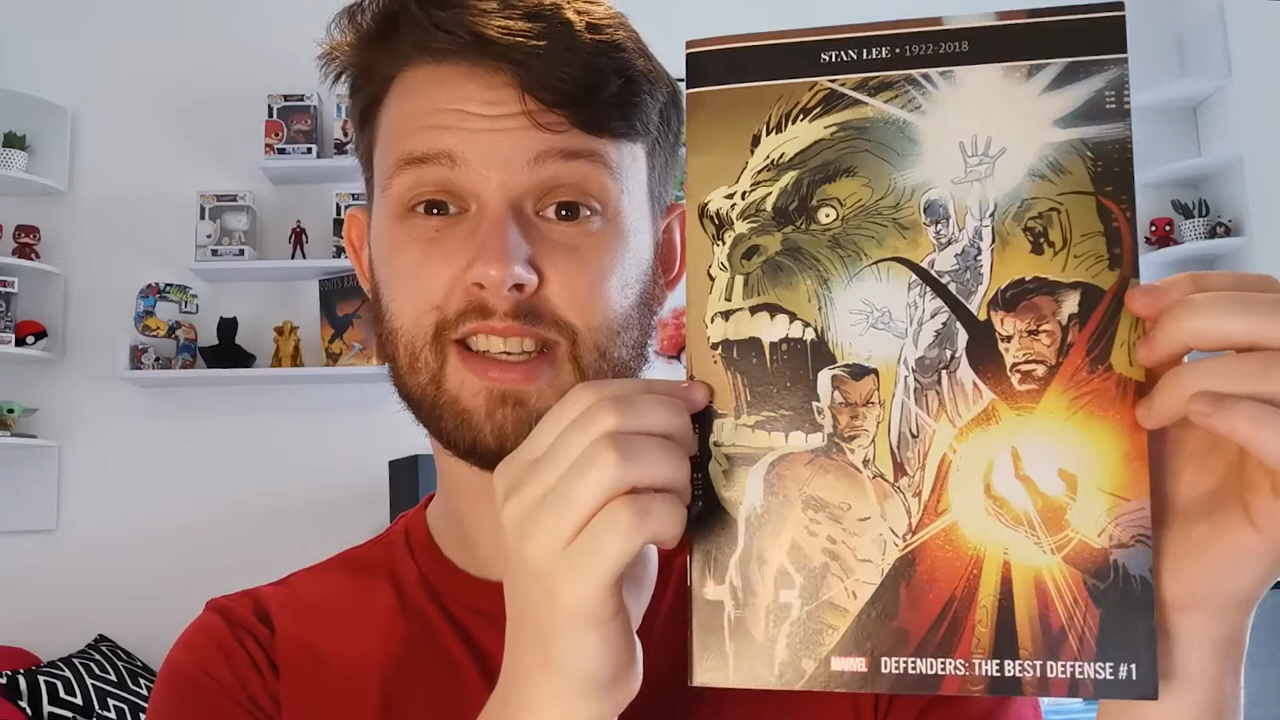 STAN LEE • 1922-2018
MARVEL DEFENDERS: THE BEST DEFENSE #1